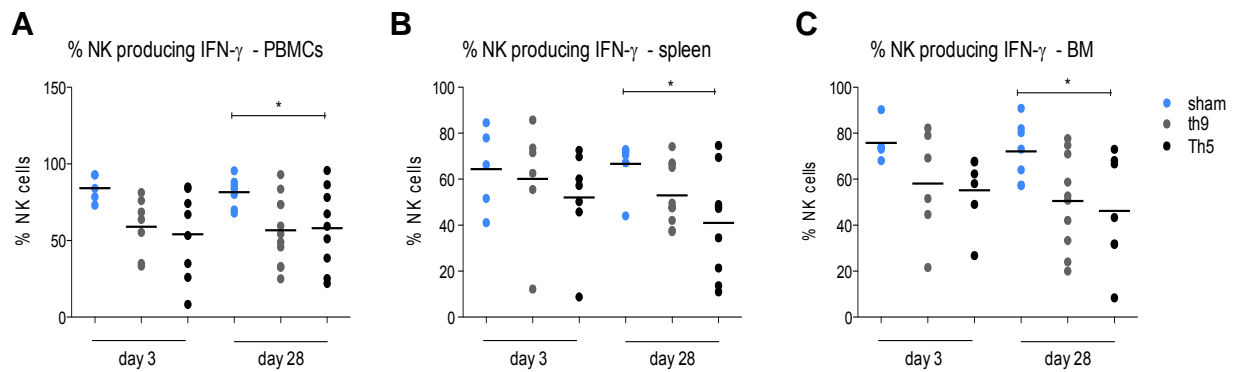 A
% NK producing IFN-γ - PBMCs
% NK cells
150
100
50
0
*
day 3
day 28
B
% NK producing IFN-γ - spleen
% NK cells
100
80
60
40
20
0
*
day 3
day 28
C
% NK producing IFN-γ - BM
% NK cells
100
80
60
40
20
0
*
day 3
day 28
sham
th9
Th5